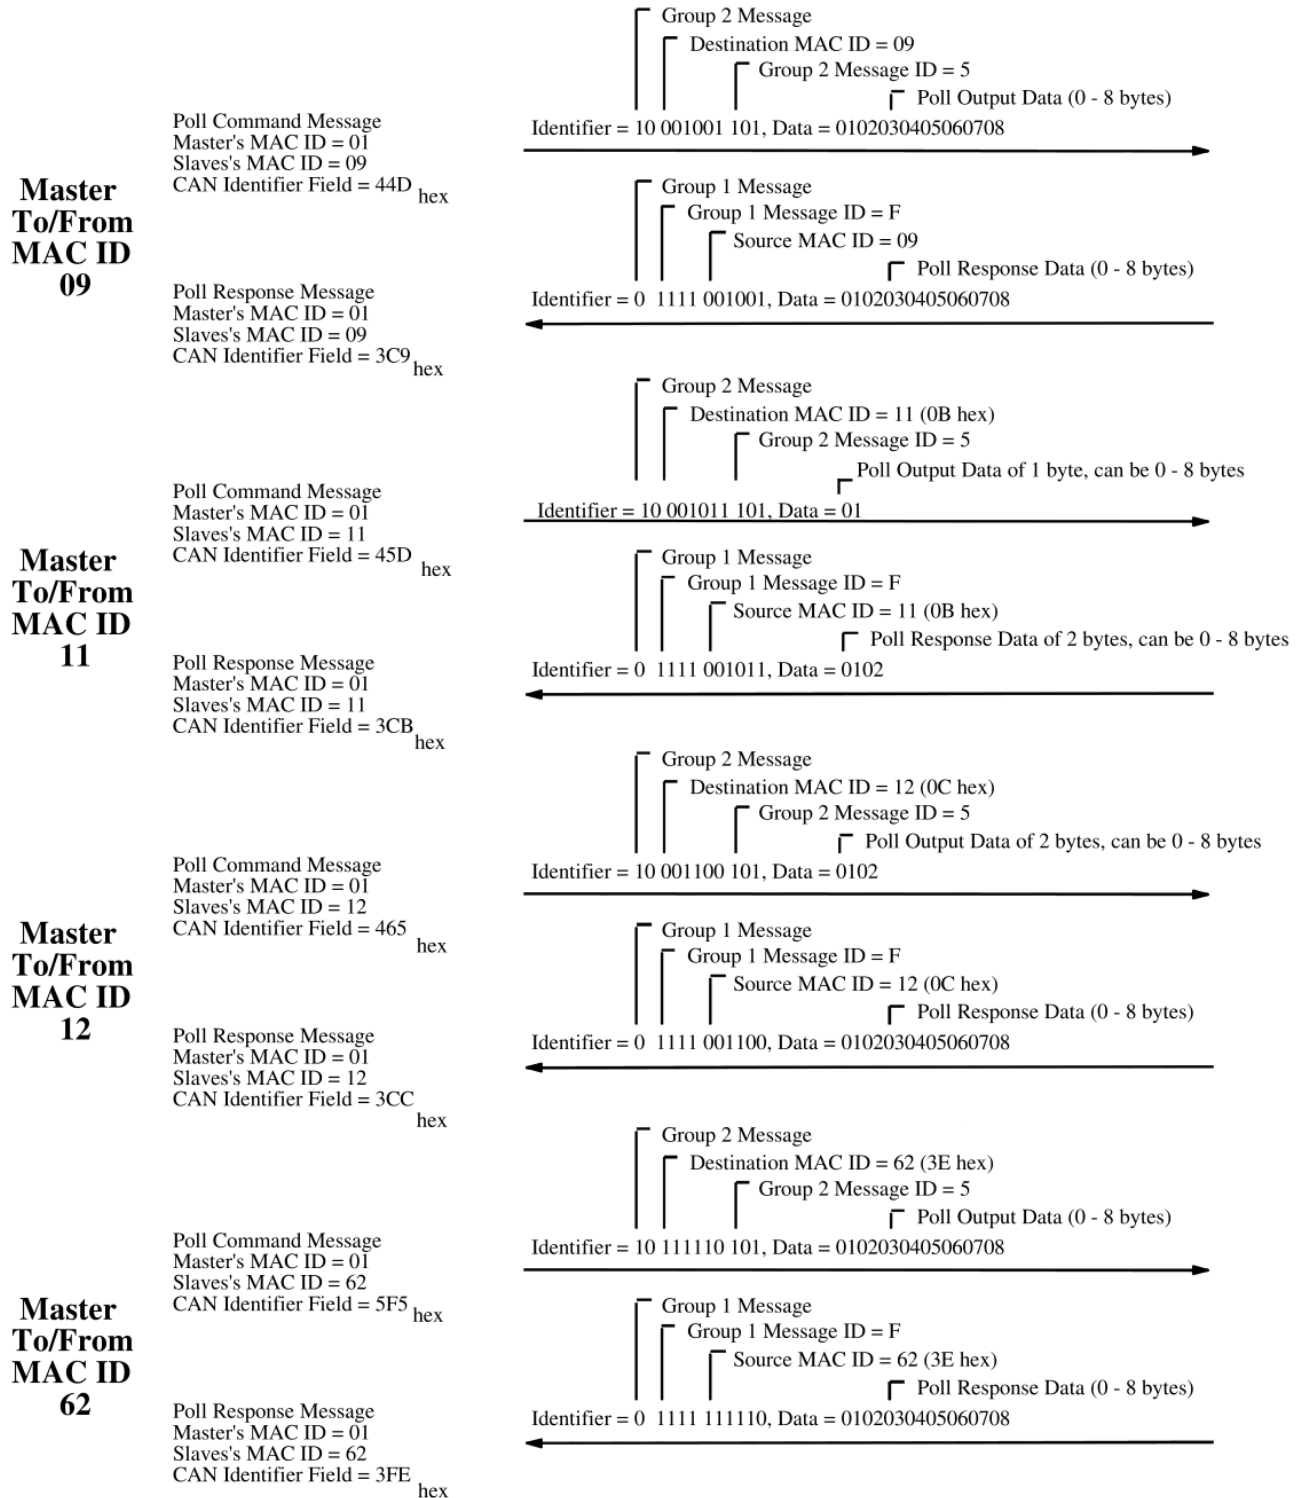 Group 2 Message
Destination MAC ID = 09
Group 2 Message ID = 5
Poll Output Data (0 - 8 bytes)
Identifier = 10 001001 101, Data = 0102030405060708
Poll Command Message
Master's MAC ID = 01
Slaves's MAC ID = 09
CAN Identifier Field = 44D hex
Master
To/From
MAC ID
09
Group 1 Message
Group 1 Message ID = F
Source MAC ID = 09
Poll Response Data (0 - 8 bytes)
Identifier = 0 1111 001001, Data = 0102030405060708
Poll Response Message
Master's MAC ID = 01
Slaves's MAC ID = 09
CAN Identifier Field = 3C9 hex
Group 2 Message
Destination MAC ID = 11 (0B hex)
Group 2 Message ID = 5
Poll Output Data of 1 byte, can be 0 - 8 bytes
Identifier = 10 001011 101, Data = 01
Poll Command Message
Master's MAC ID = 01
Slaves's MAC ID = 11
CAN Identifier Field = 45D hex
Master
To/From
MAC ID
11
Group 1 Message
Group 1 Message ID = F
Source MAC ID = 11 (0B hex)
Poll Response Data of 2 bytes, can be 0 - 8 bytes
Identifier = 0 1111 001011, Data = 0102
Poll Response Message
Master's MAC ID = 01
Slaves's MAC ID = 11
CAN Identifier Field = 3CB hex
Group 2 Message
Destination MAC ID = 12 (0C hex)
Group 2 Message ID = 5
Poll Output Data of 2 bytes, can be 0 - 8 bytes
Identifier = 10 001100 101, Data = 0102
Poll Command Message
Master's MAC ID = 01
Slaves's MAC ID = 12
CAN Identifier Field = 465 hex
Master
To/From
MAC ID
12
Group 1 Message
Group 1 Message ID = F
Source MAC ID = 12 (0C hex)
Poll Response Data (0 - 8 bytes)
Identifier = 0 1111 001100, Data = 0102030405060708
Poll Response Message
Master's MAC ID = 01
Slaves's MAC ID = 12
CAN Identifier Field = 3CC hex
Group 2 Message
Destination MAC ID = 62 (3E hex)
Group 2 Message ID = 5
Poll Output Data (0 - 8 bytes)
Identifier = 10 111110 101, Data = 0102030405060708
Poll Command Message
Master's MAC ID = 01
Slaves's MAC ID = 62
CAN Identifier Field = 5F5 hex
Master
To/From
MAC ID
62
Group 1 Message
Group 1 Message ID = F
Source MAC ID = 62 (3E hex)
Poll Response Data (0 - 8 bytes)
Identifier = 0 1111 111110, Data = 0102030405060708
Poll Response Message
Master's MAC ID = 01
Slaves's MAC ID = 62
CAN Identifier Field = 3FE hex